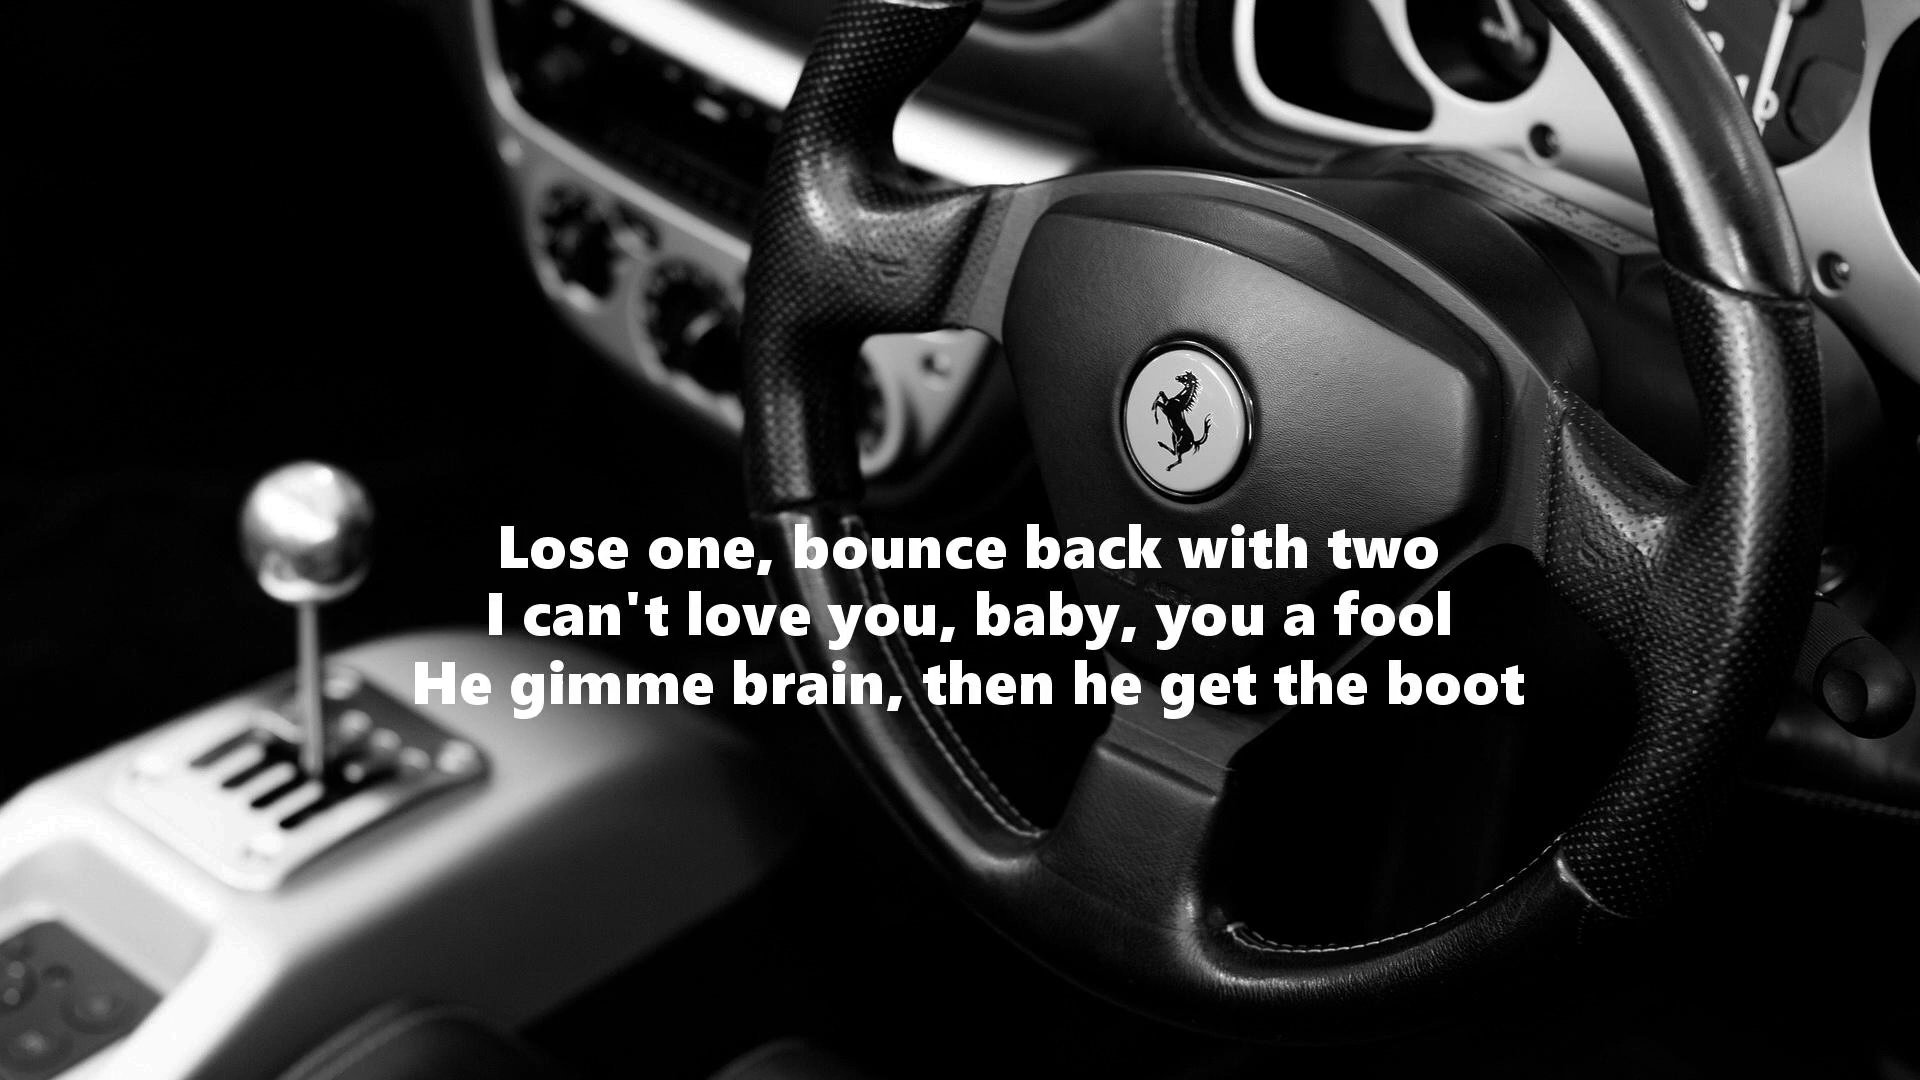 Lose one, bounce back with two
I can't love you, baby, you a fool
He gimme brain, then he get the boot